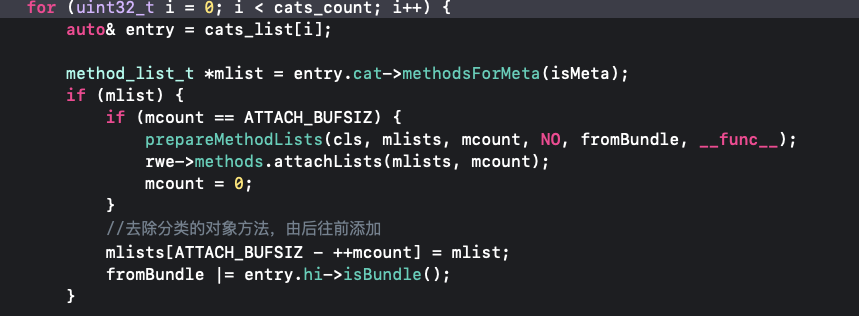 for (uint32_t i = 0; i < cats_count; i++) {
auto& entry = cats_list[i];
method_list_t *mlist = entry.cat->methodsForMeta(isMeta);
if (mlist) {
if (mcount == ATTACH_BUFSIZ) {
prepareMethodLists(cls, mlists, mcount, NO, fromBundle, __func__);
rwe->methods.attachLists(mlists, mcount);
mcount = 0;
}
//去除分类的对象方法，由后往前添加
mlists[ATTACH_BUFSIZ - ++mcount] = mlist;
fromBundle |= entry.hi->isBundle();
}